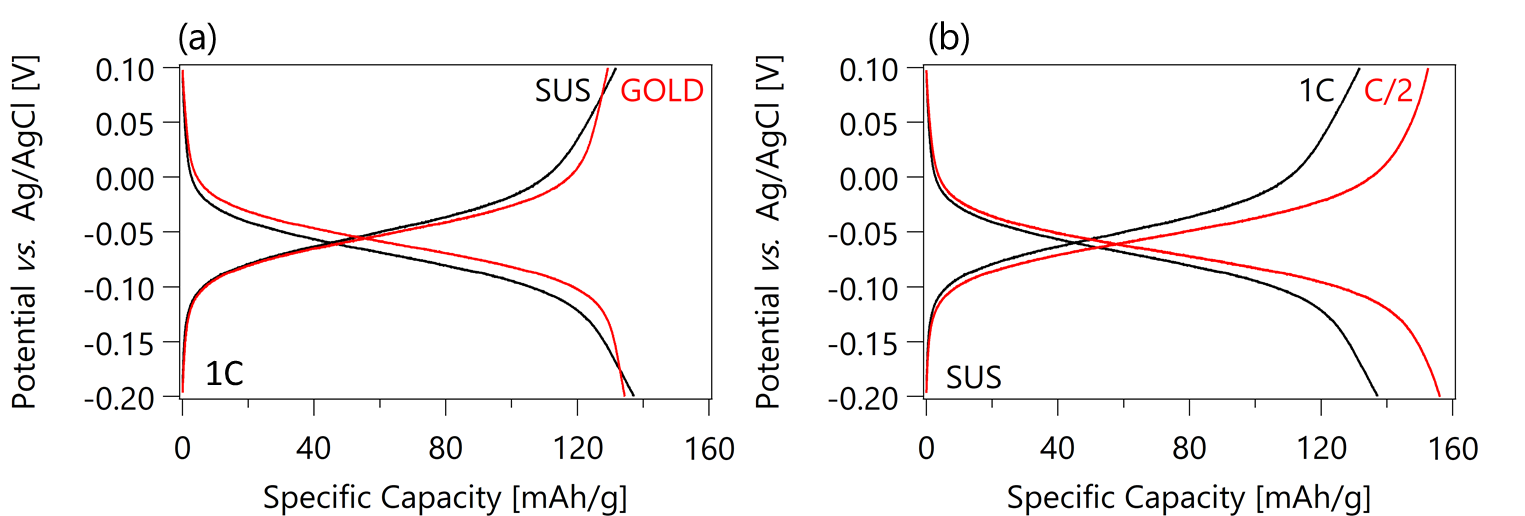 (a)
Potential vs. Ag/AgCl [V]
0.10
0.05
0.00
-0.05
-0.10
-0.15
-0.20
SUS GOLD
1C
0 40 80 120 160
Specific Capacity [mAh/g]
(b)
Potential vs. Ag/AgCl [V]
0.10
0.05
0.00
-0.05
-0.10
-0.15
-0.20
1C C/2
SUS
0 40 80 120 160
Specific Capacity [mAh/g]